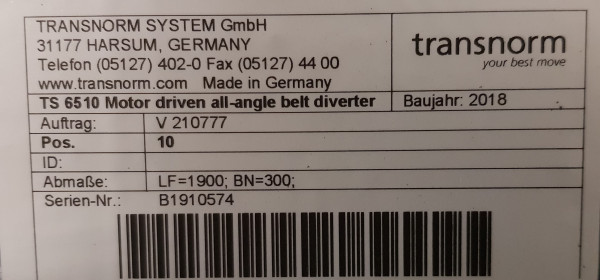 TRANSNORM SYSTEM GmbH
31177 HARSUM, GERMANY
Telefon (05127) 402-0 Fax (05127) 44 00
www.transnorm.com Made in Germany
transnorm
your best move
TS 6510 Motor driven all-angle belt diverter Baujahr: 2018
Auftrag: V 210777
Pos. 10
ID:
Abmaße: LF=1900; BN=300;
Serien-Nr.: B1910574